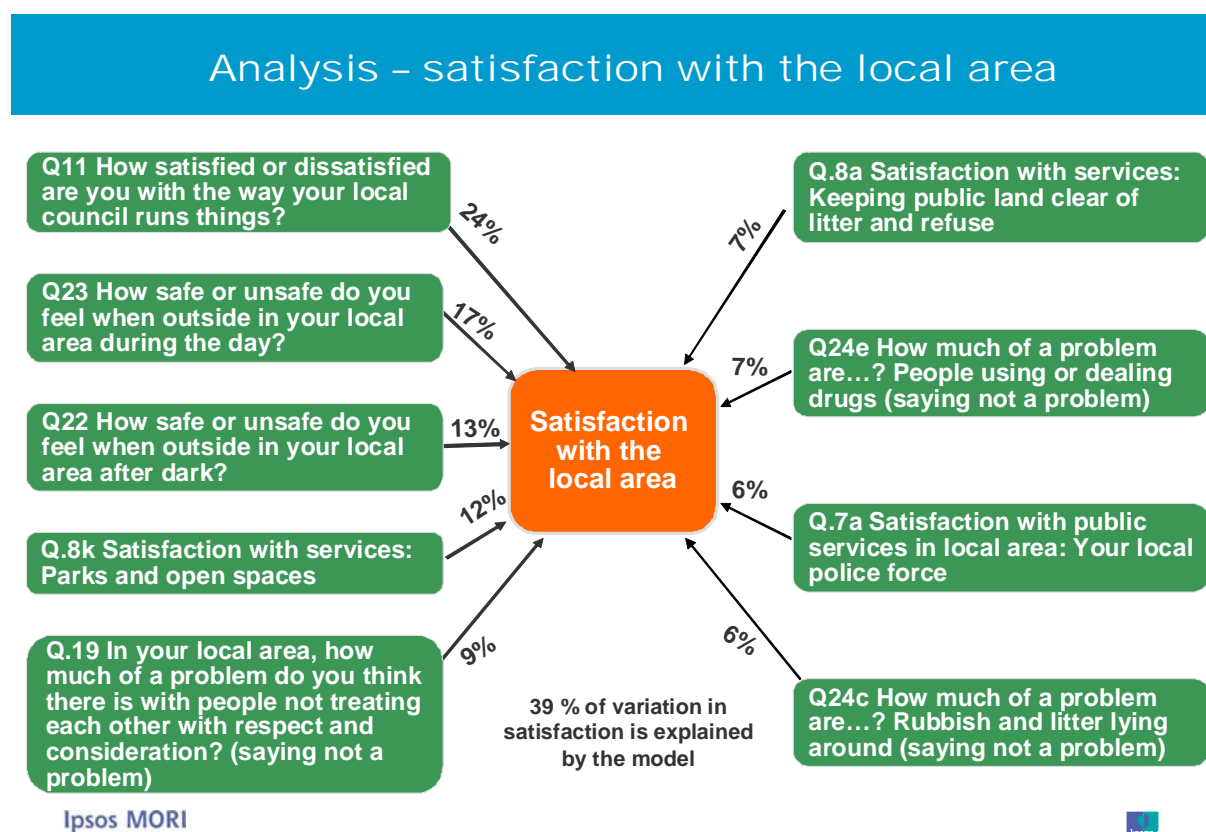 Analysis – satisfaction with the local area
Q11 How satisfied or dissatisfied
are you with the way your local
council runs things?
24%
Q23 How safe or unsafe do you
feel when outside in your local
area during the day?
17%
Q22 How safe or unsafe do you
feel when outside in your local
area after dark?
13%
Q.8k Satisfaction with services:
Parks and open spaces
12%
Q.19 In your local area, how
much of a problem do you think
there is with people not treating
each other with respect and
consideration? (saying not a
problem)
9%
Satisfaction
with the
local area
39 % of variation in
satisfaction is explained
by the model
Q.8a Satisfaction with services:
Keeping public land clear of
litter and refuse
7%
Q24e How much of a problem
are…? People using or dealing
drugs (saying not a problem)
7%
Q.7a Satisfaction with public
services in local area: Your local
police force
6%
Q24c How much of a problem
are…? Rubbish and litter lying
around (saying not a problem)
6%
Ipsos MORI